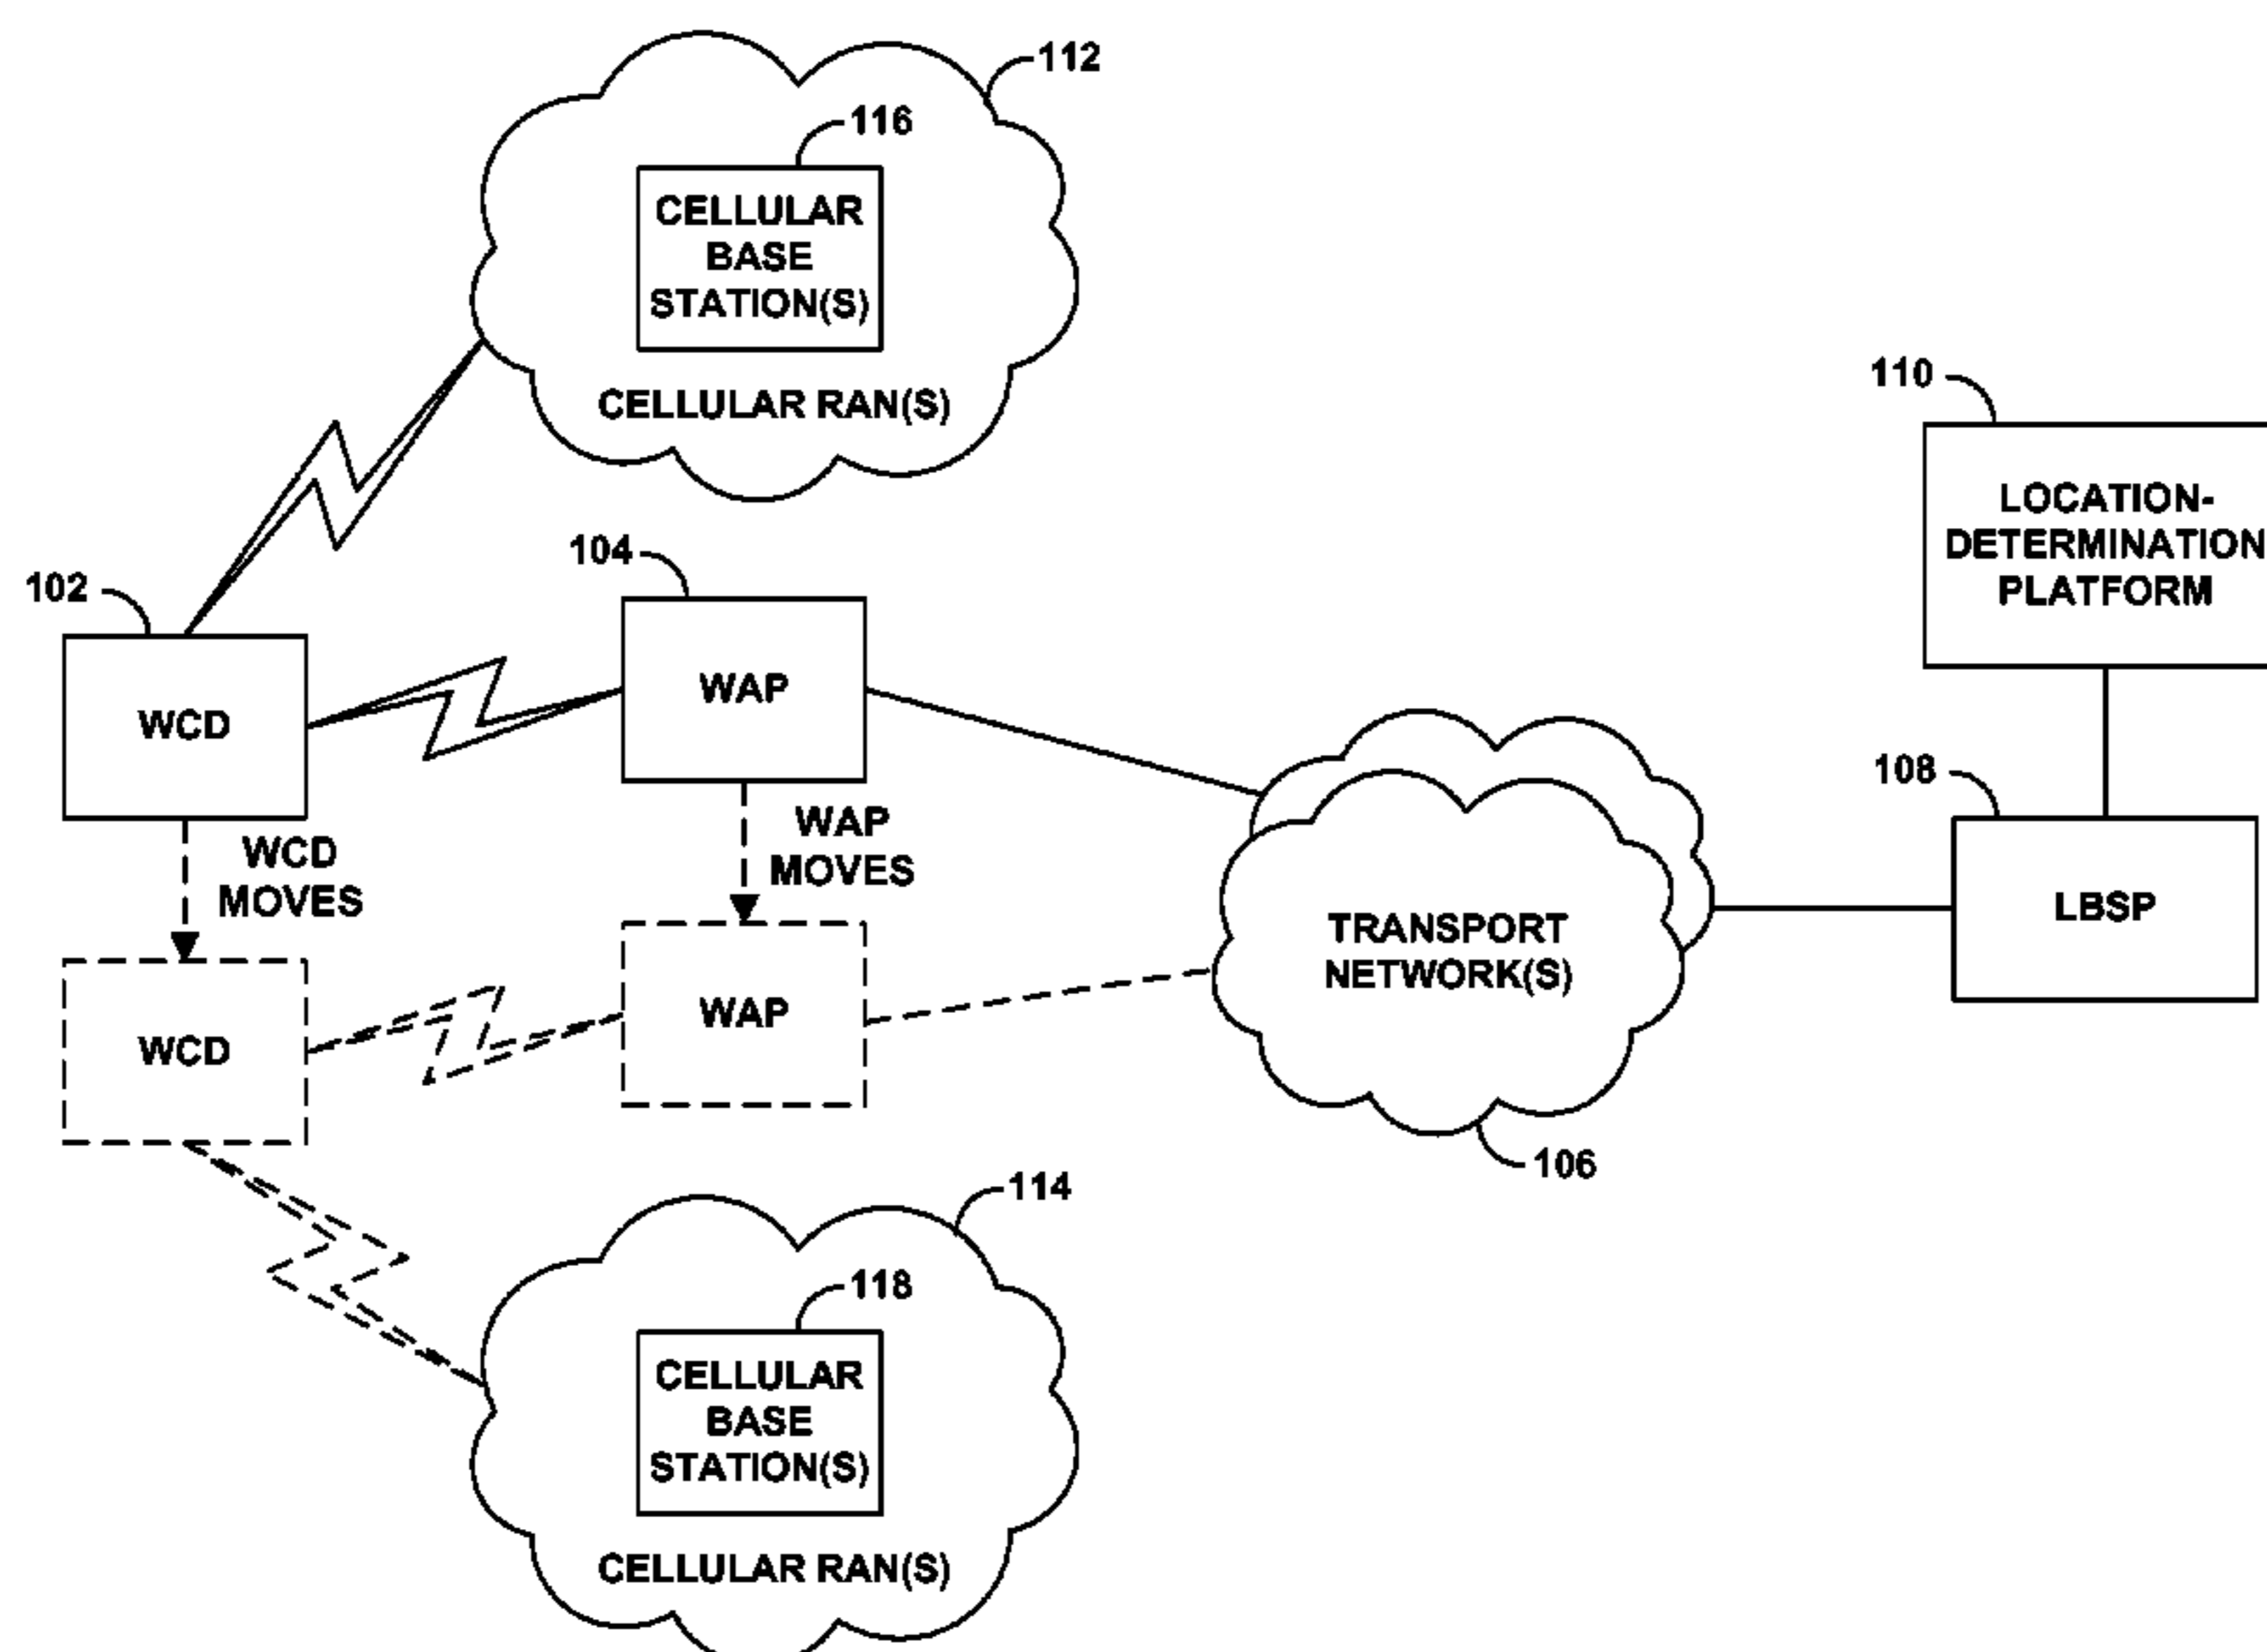 112
116
CELLULAR
BASE
STATION(S)
CELLULAR RAN(S)
110
LOCATION-
DETERMINATION
PLATFORM
104
102
WAP
WCD
108
WAP
MOVES
WCD
MOVES
LBSP
TRANSPORT
NETWORK(S)
WAP
WCD
106
114
118
CELLULAR
BASE
STATION(S)
CELLULAR RAN(S)